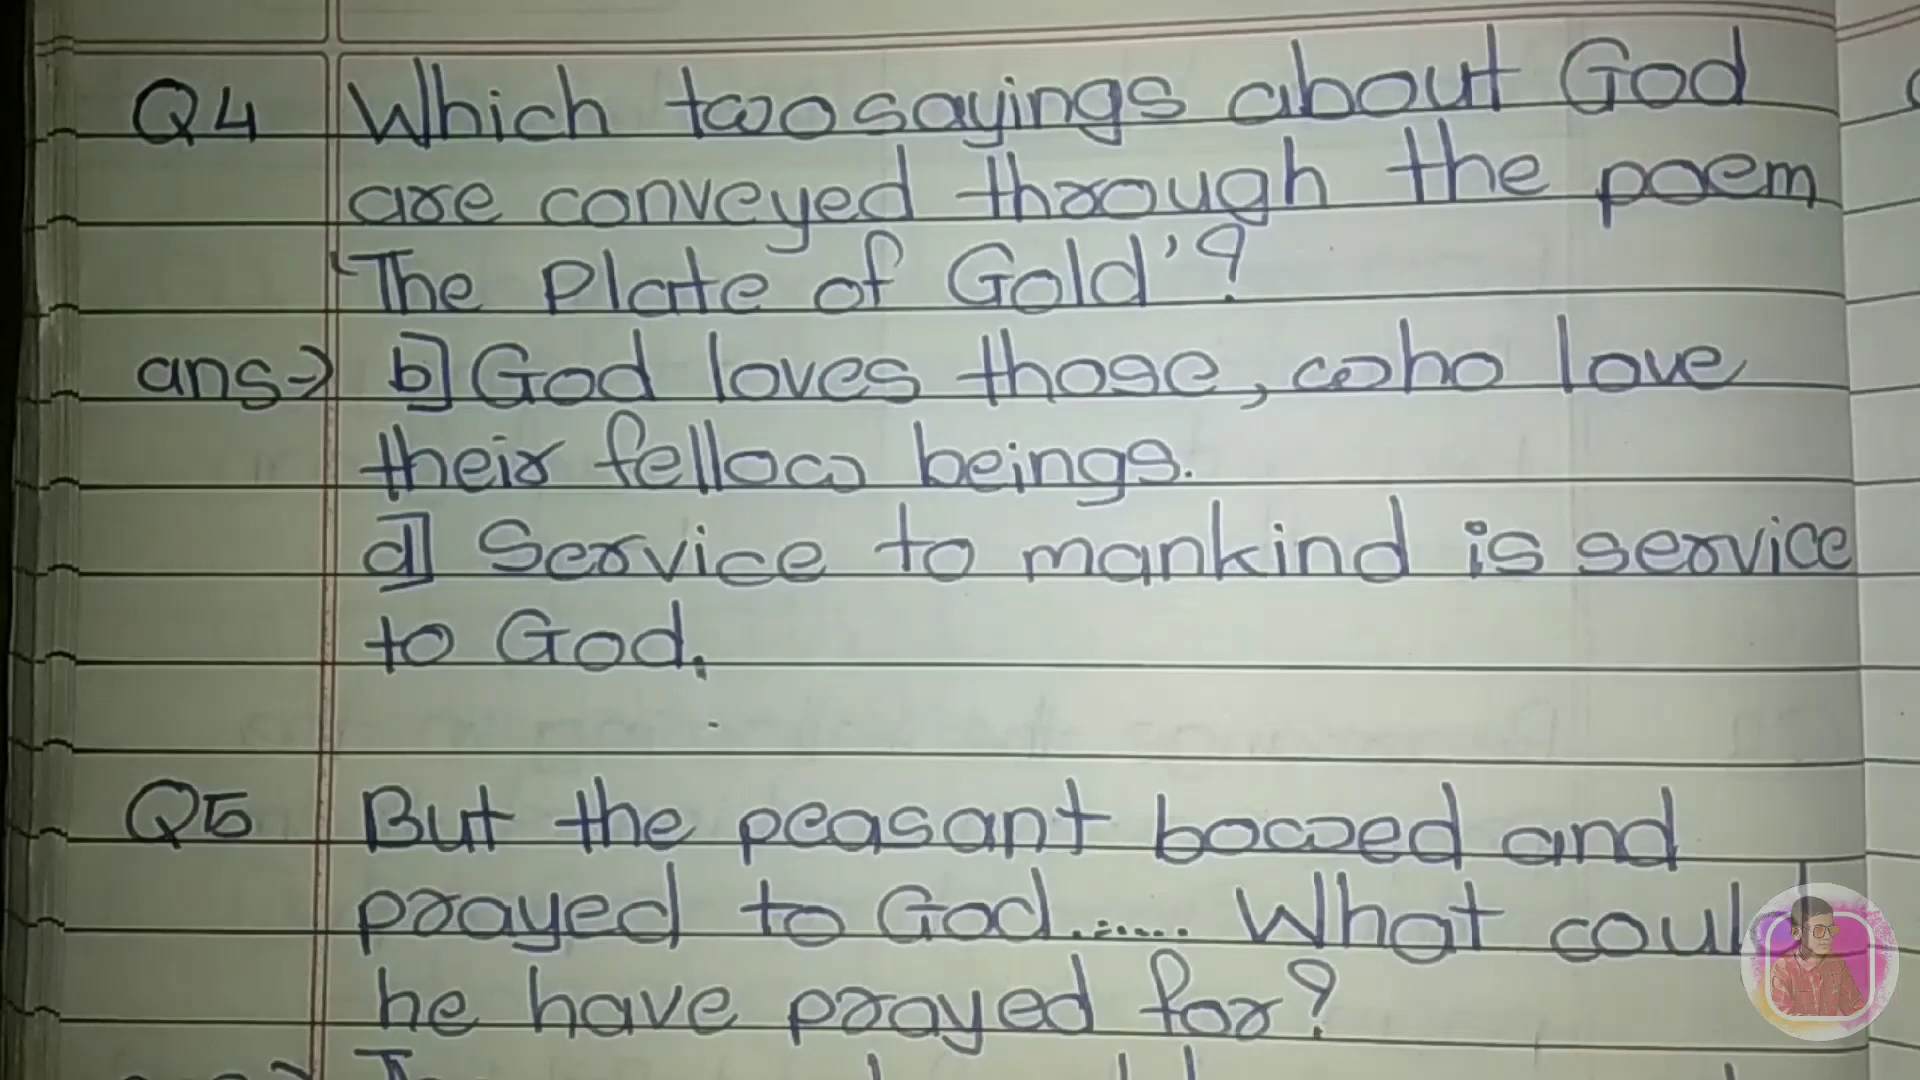 Q4 Which two sayings about God
are conveyed through the poem
'The Plate of Gold'?
ans→ b] God loves those, who love
their fellow beings.
d] Service to mankind is service
to God.
Q5 But the peasant bowed and
prayed to God....... What could
he have prayed for?